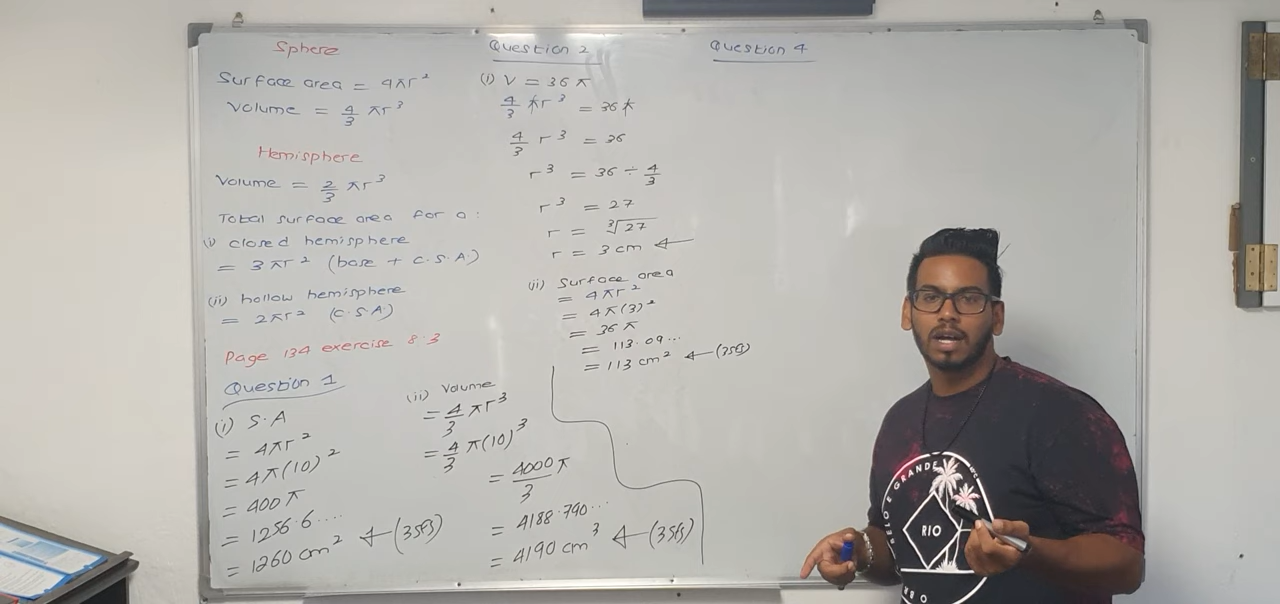 Sphere
Surface area = 4πr²
Volume = 4/3 πr³
Hemisphere
Volume = 2/3 πr³
Total surface area for a:
(i) closed hemisphere
= 3πr² (base + C.S.A.)
(ii) hollow hemisphere
= 2πr² (C.S.A)
Page 134 exercise 8.3
Question 1
(i) S.A
= 4πr²
= 4π(10)²
= 400π
= 1256.6....
= 1260 cm² ← (3sfs)
(ii) Volume
= 4/3 πr³
= 4/3 π(10)³
= 4000π/3
= 4188.790...
= 4190 cm³ ← (3sfs)
Question 2
(i) V = 36π
4/3 πr³ = 36π
4/3 r³ = 36
r³ = 36 ÷ 4/3
r³ = 27
r = ³√27
r = 3 cm ←
(ii) Surface area
= 4πr²
= 4π(3)²
= 36π
= 113.09...
= 113 cm² ← (3sfs)
Question 4
GRANDE
RIO